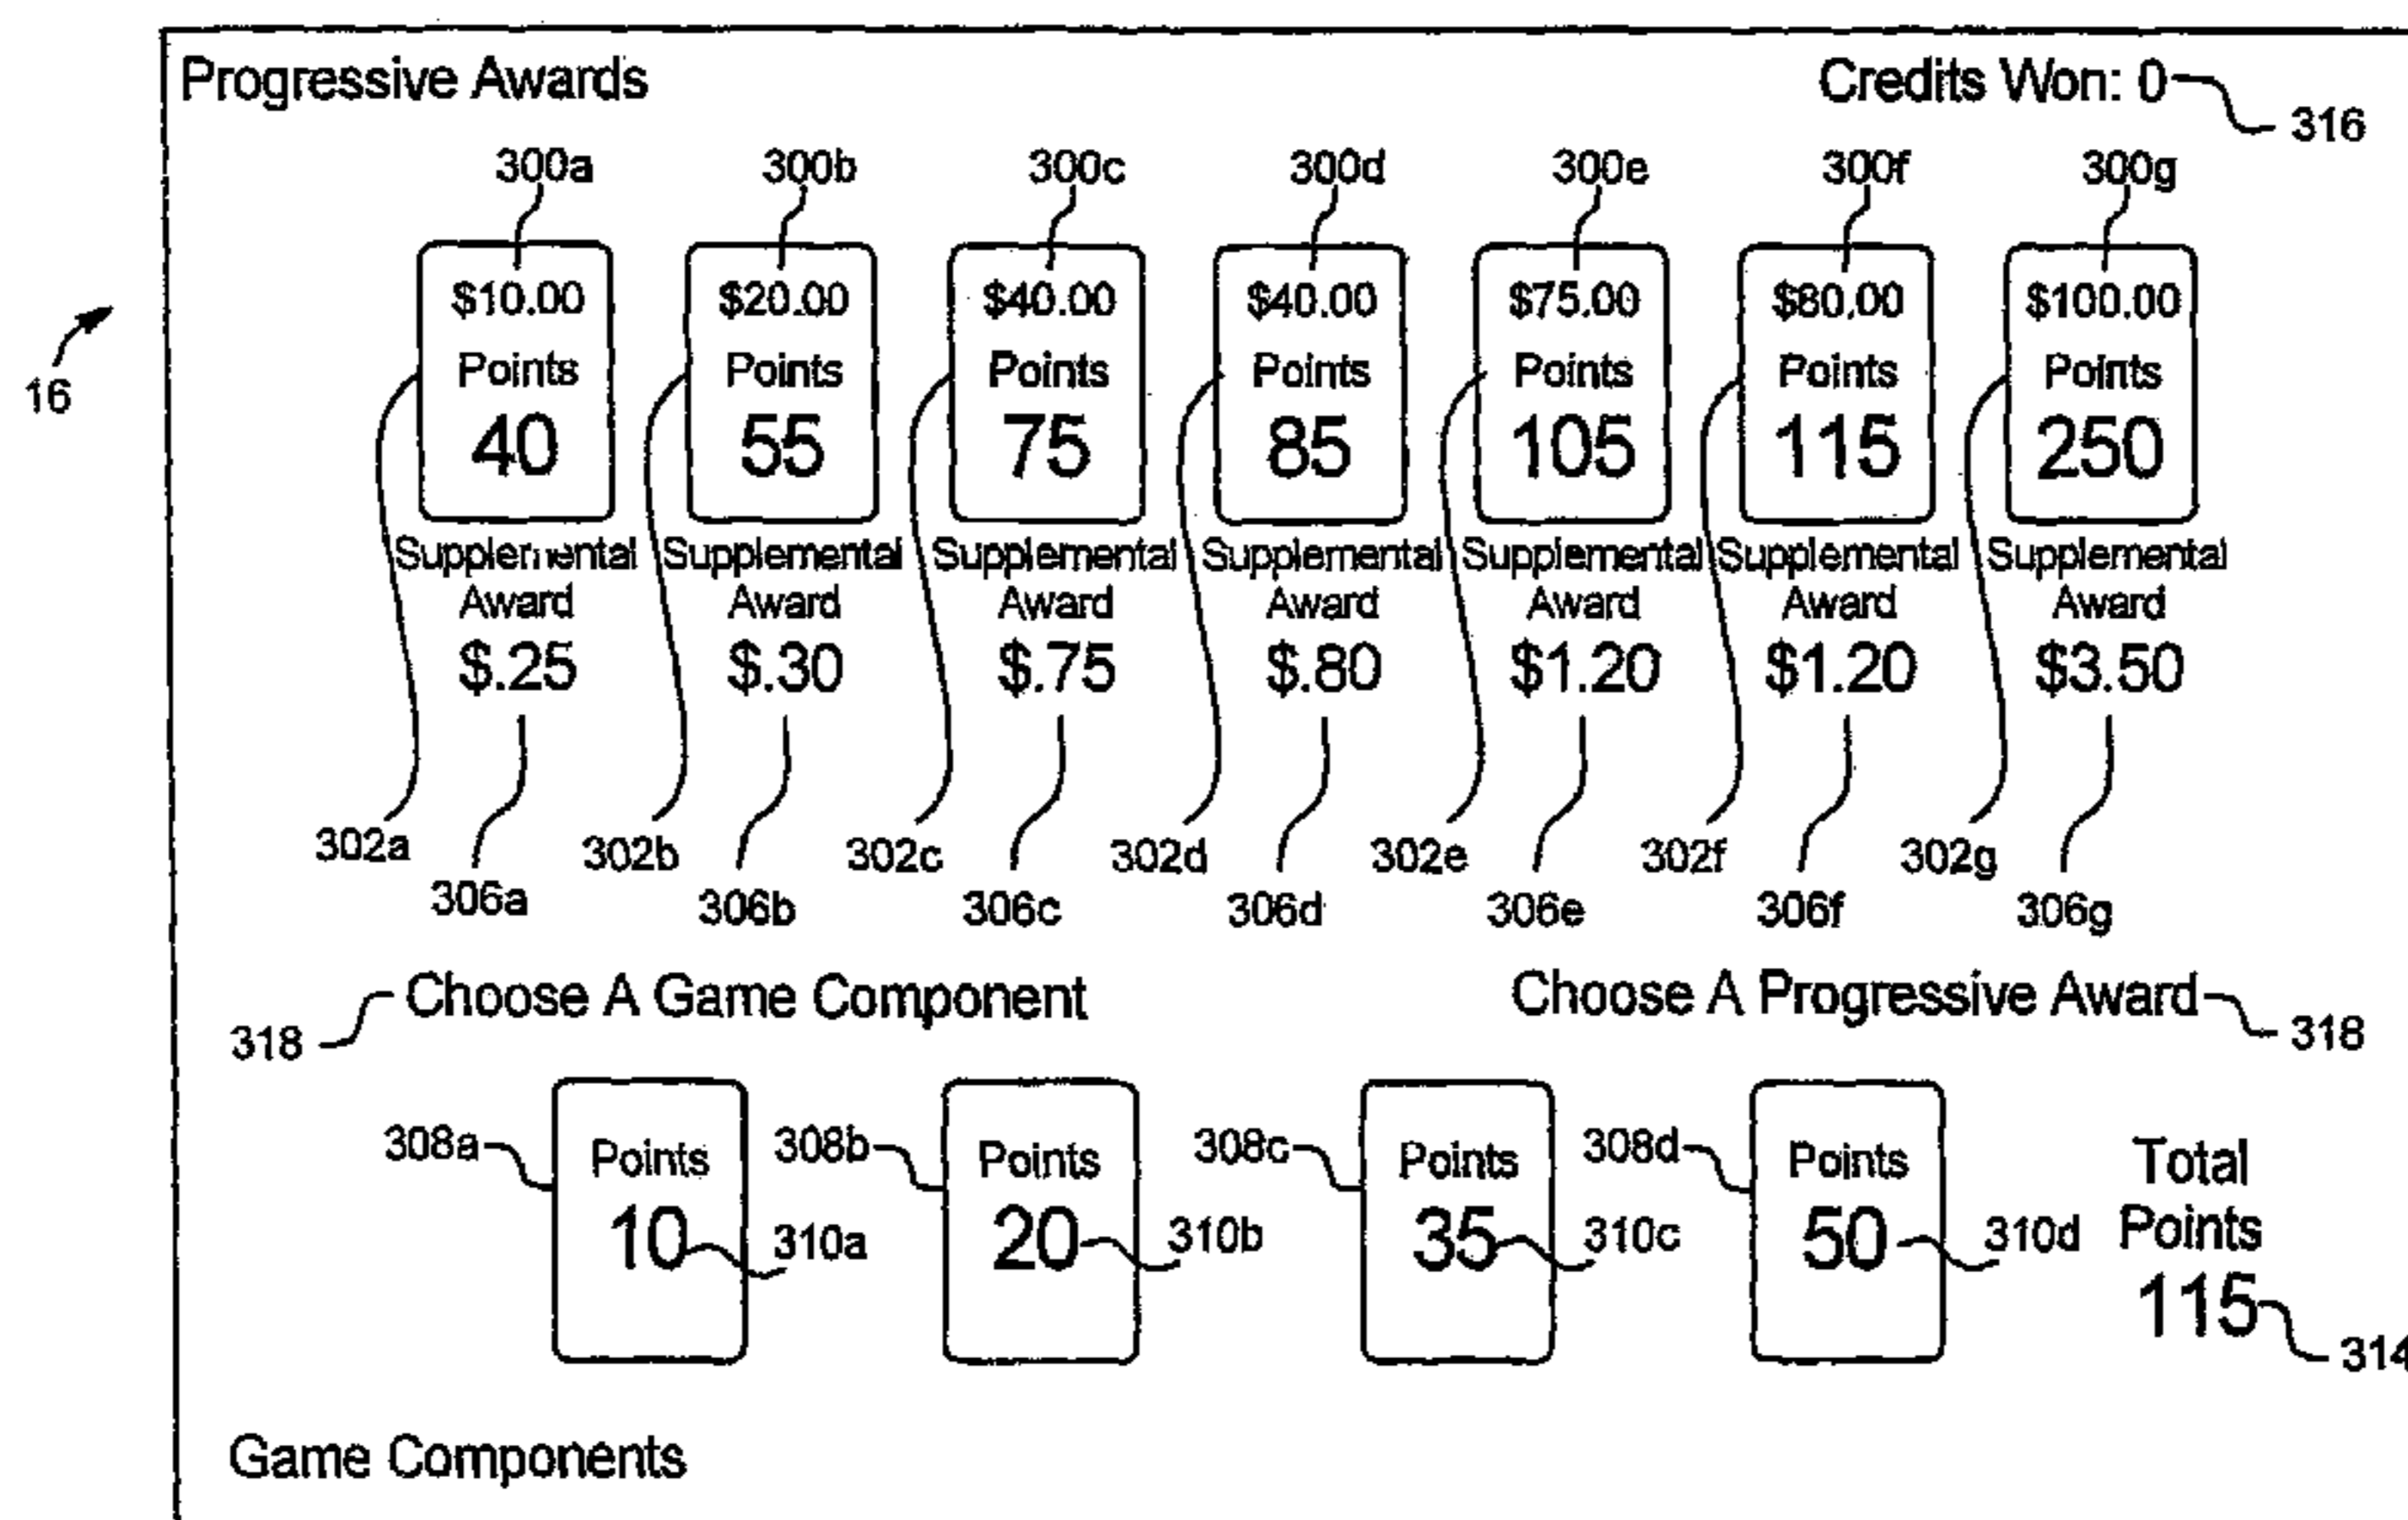 Progressive Awards Credits Won: 0
316
300a 300b 300c 300d 300e 300f 300g
$10.00 $20.00 $40.00 $40.00 $75.00 $80.00 $100.00
Points Points Points Points Points Points Points
16
40 55 75 85 105 115 250
Supplemental Supplemental Supplemental Supplemental Supplemental Supplemental Supplemental
Award Award Award Award Award Award Award
$.25 $.30 $.75 $.80 $1.20 $1.20 $3.50
302a 302b 302c 302d 302e 302f 302g
306a 306b 306c 306d 306e 306f 306g
Choose A Game Component Choose A Progressive Award
318 318
308a Points 308b Points 308c Points 308d Points Total
10 310a 20 310b 35 310c 50 310d Points
115
314
Game Components